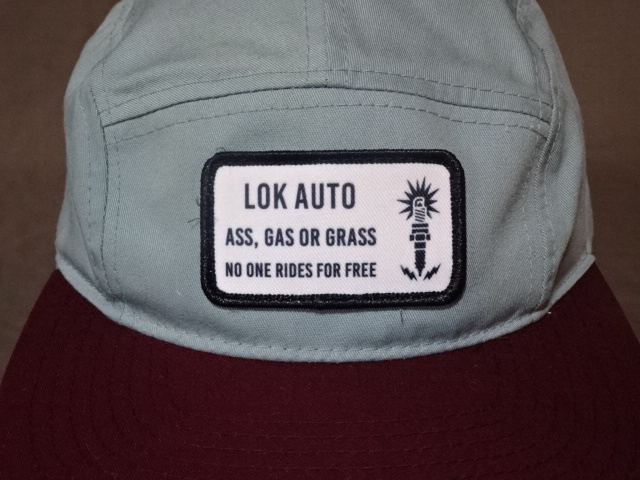 LOK AUTO
ASS, GAS OR GRASS
NO ONE RIDES FOR FREE